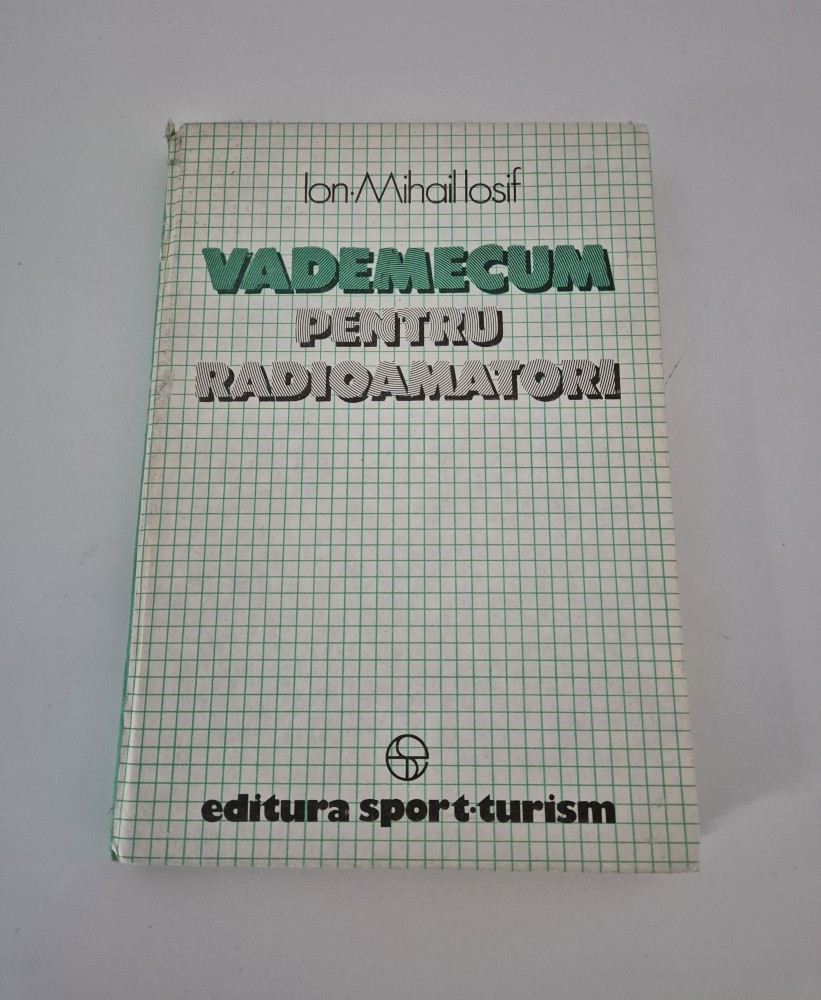 Ion·Mihail Iosif
VADEMECUM
PENTRU
RADIOAMATORI
editura sport·turism